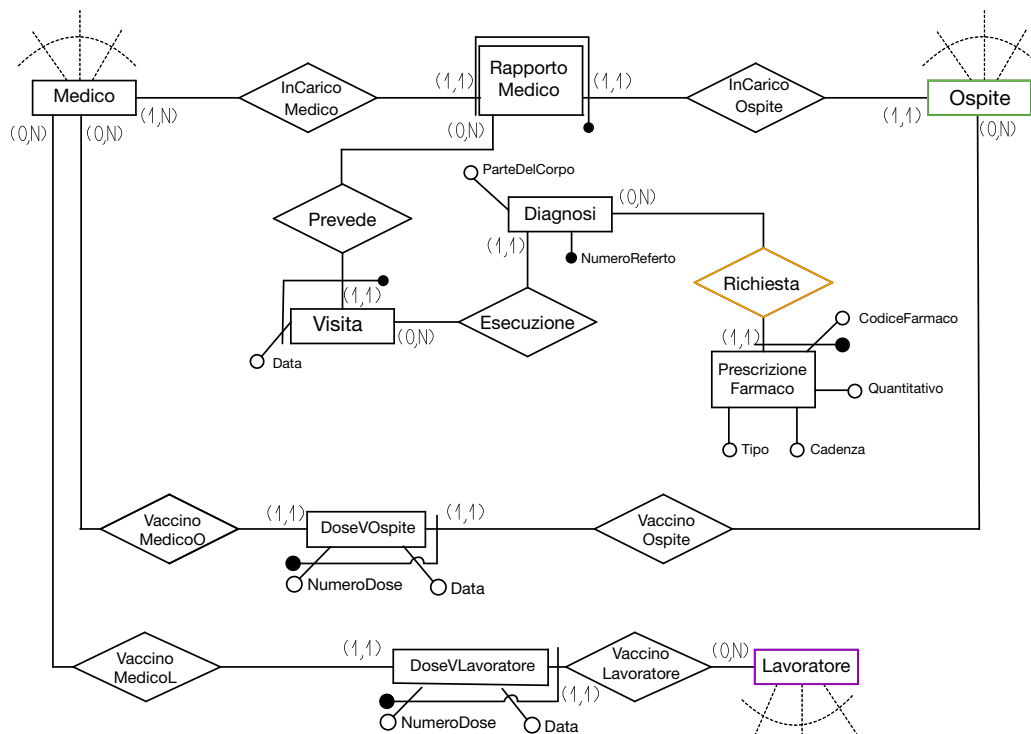 Medico
InCarico
Medico
(1,1)
Rapporto
Medico
(1,1)
InCarico
Ospite
Ospite
(1,1)
(0,N)
(0,N)
(0,N)
(1,N)
(0,N)
ParteDelCorpo
Prevede
Diagnosi
(0,N)
(1,1)
NumeroReferto
Richiesta
(1,1)
Visita
(0,N)
Esecuzione
Data
CodiceFarmaco
(1,1)
Prescrizione
Farmaco
Quantitativo
Tipo
Cadenza
Vaccino
MedicoO
(1,1)
DoseVOspite
(1,1)
Vaccino
Ospite
NumeroDose
Data
Vaccino
MedicoL
(1,1)
DoseVLavoratore
(1,1)
Vaccino
Lavoratore
(0,N)
Lavoratore
NumeroDose
Data